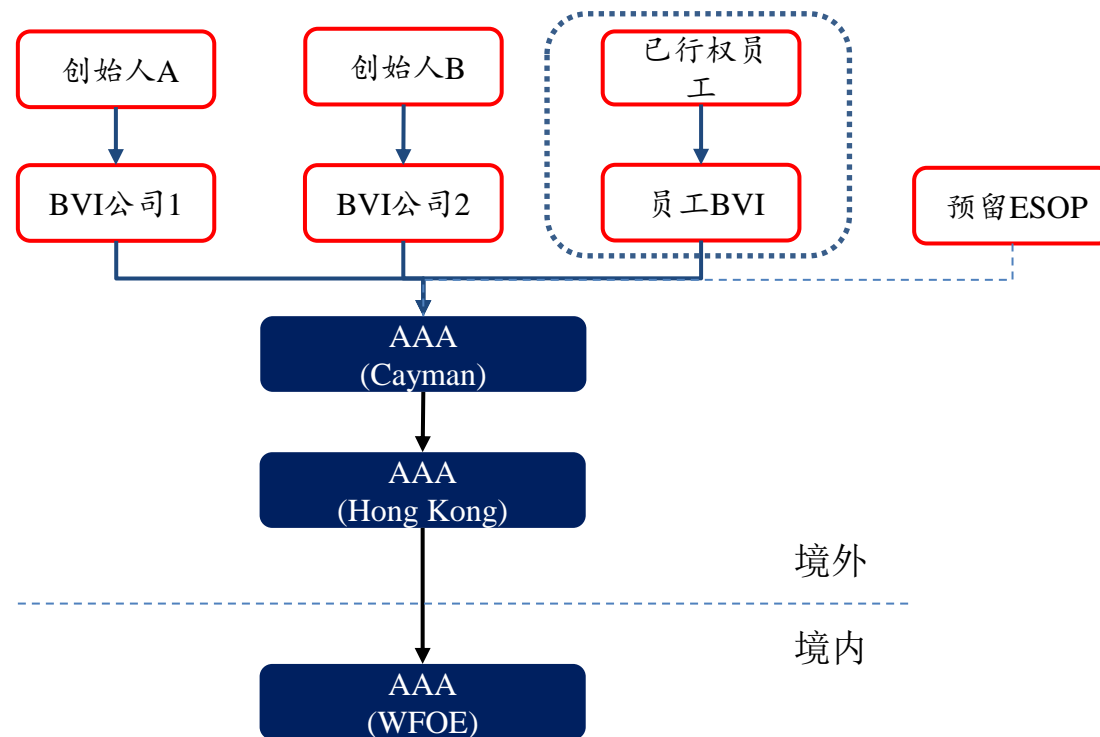 创始人A
创始人B
已行权员
工
BVI公司1
BVI公司2
员工BVI
预留ESOP
AAA
(Cayman)
AAA
(Hong Kong)
境外
境内
AAA
(WFOE)